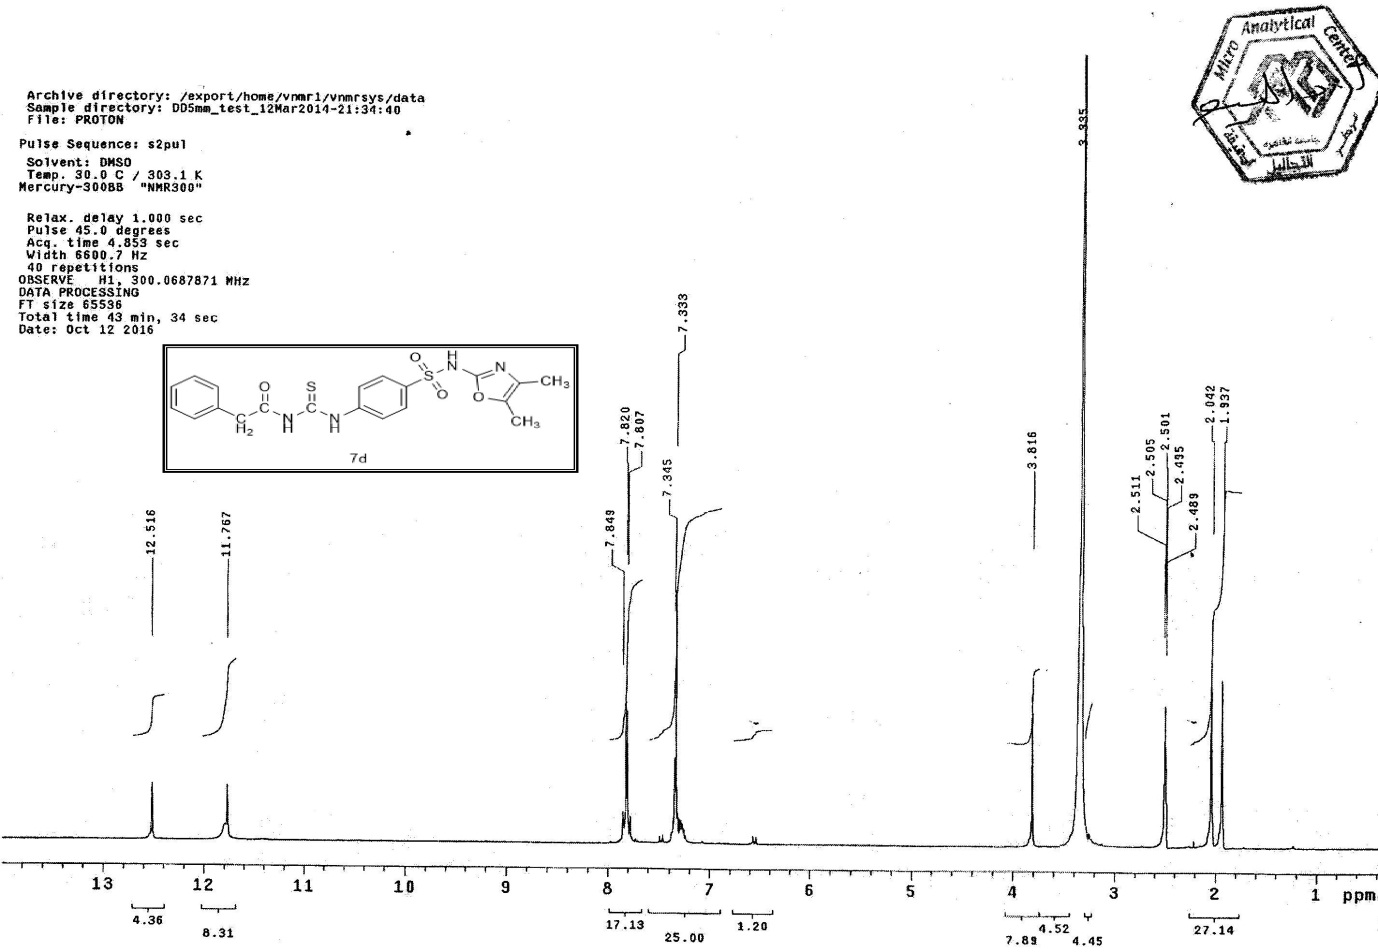 Micro Analytical Center
جامعة القاهرة
Archive directory: /export/home/vnmr1/vnmrsys/data
Sample directory: DD5mm_test_12Mar2014-21:34:40
File: PROTON
Pulse Sequence: s2pul
Solvent: DMSO
Temp. 30.0 C / 303.1 K
Mercury-300BB "NMR300"
Relax. delay 1.000 sec
Pulse 45.0 degrees
Acq. time 4.853 sec
Width 6600.7 Hz
40 repetitions
OBSERVE H1, 300.0687871 MHz
DATA PROCESSING
FT size 65536
Total time 43 min, 34 sec
Date: Oct 12 2016
O
S
C
H2
C
N
H
C
N
H
O
S
O
H
N
N
O
CH3
CH3
7d
12.516
11.767
7.849
7.820
7.807
7.345
7.333
3.816
3.335
2.511
2.505
2.501
2.495
2.489
2.042
1.937
13 12 11 10 9 8 7 6 5 4 3 2 1 ppm
4.36
8.31
17.13
25.00
1.20
7.89
4.52
4.45
27.14